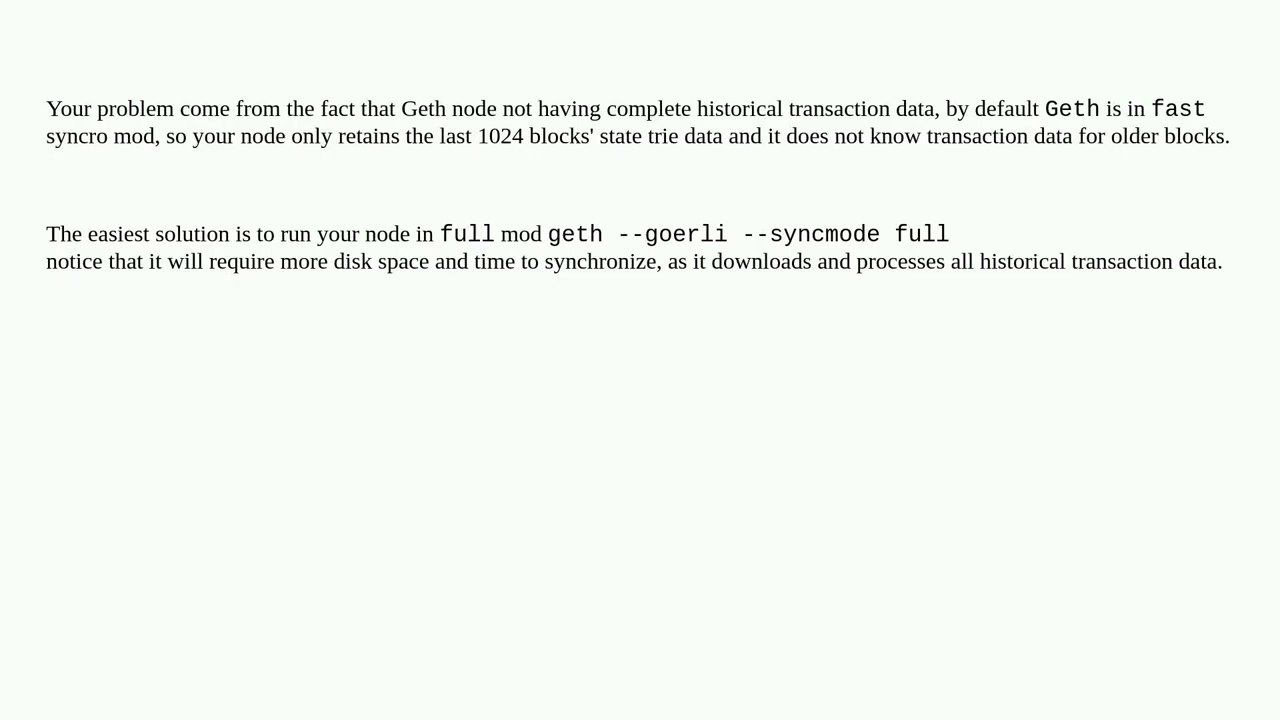 Your problem come from the fact that Geth node not having complete historical transaction data, by default Geth is in fast
syncro mod, so your node only retains the last 1024 blocks' state trie data and it does not know transaction data for older blocks.
The easiest solution is to run your node in full mod geth --goerli --syncmode full
notice that it will require more disk space and time to synchronize, as it downloads and processes all historical transaction data.